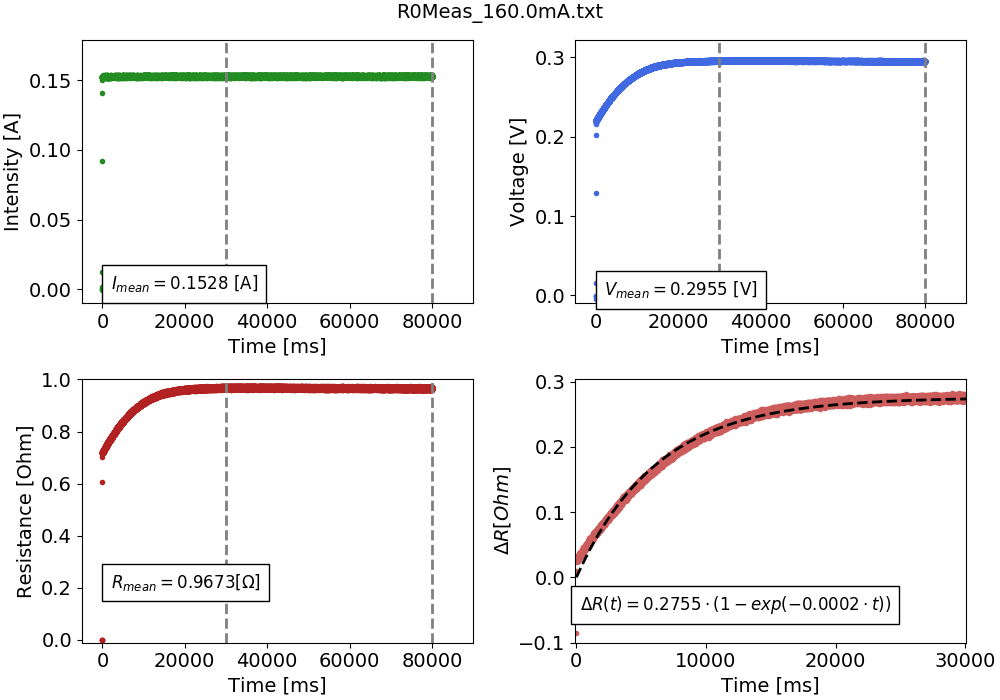 R0Meas_160.0mA.txt
Intensity [A]
0.15
0.10
0.05
0.00
I_mean = 0.1528 [A]
0 20000 40000 60000 80000
Time [ms]
Voltage [V]
0.3
0.2
0.1
0.0
V_mean = 0.2955 [V]
0 20000 40000 60000 80000
Time [ms]
Resistance [Ohm]
1.0
0.8
0.6
0.4
0.2
0.0
R_mean = 0.9673[Ω]
0 20000 40000 60000 80000
Time [ms]
ΔR[Ohm]
0.3
0.2
0.1
0.0
−0.1
ΔR(t) = 0.2755 · (1 − exp(−0.0002 · t))
0 10000 20000 30000
Time [ms]